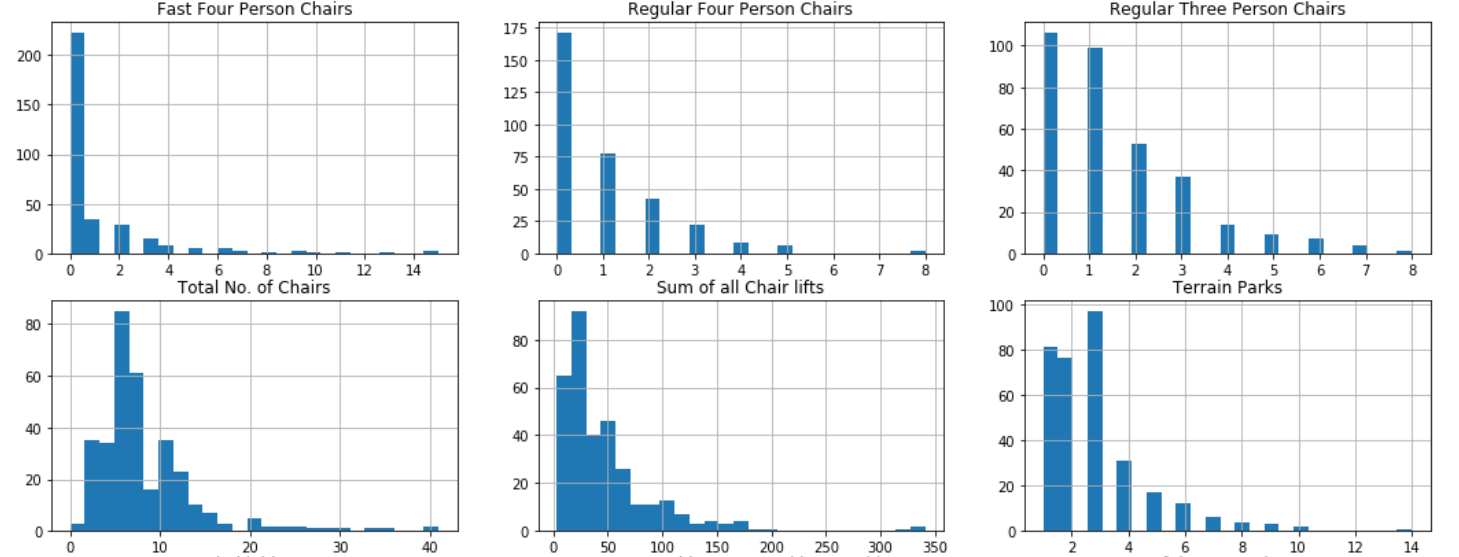 Fast Four Person Chairs
200
150
100
50
0
0 2 4 6 8 10 12 14
Regular Four Person Chairs
175
150
125
100
75
50
25
0
0 1 2 3 4 5 6 7 8
Regular Three Person Chairs
100
80
60
40
20
0
0 1 2 3 4 5 6 7 8
Total No. of Chairs
80
60
40
20
0
0 10 20 30 40
Sum of all Chair lifts
80
60
40
20
0
0 50 100 150 200 250 300 350
Terrain Parks
100
80
60
40
20
0
2 4 6 8 10 12 14